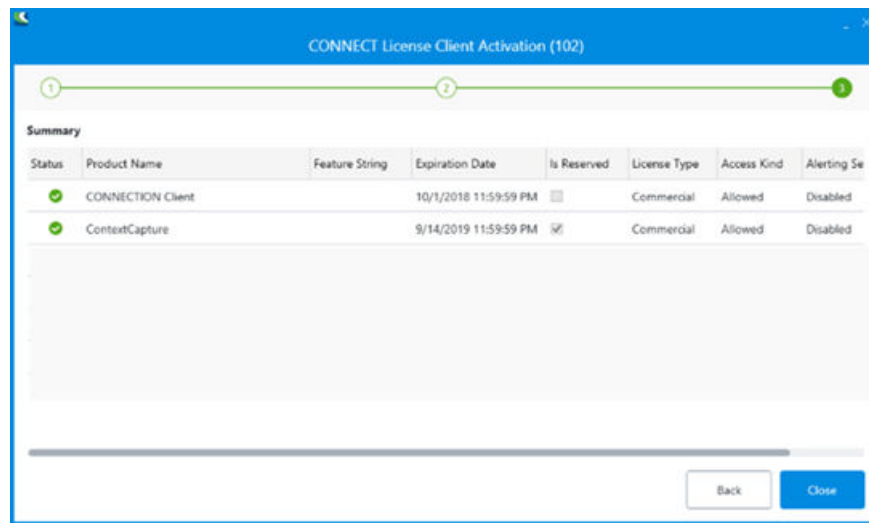 CONNECT License Client Activation (102)
1 2 3
Summary
Status Product Name Feature String Expiration Date Is Reserved License Type Access Kind Alerting Se
CONNECTION Client 10/1/2018 11:59:59 PM Commercial Allowed Disabled
ContextCapture 9/14/2019 11:59:59 PM Commercial Allowed Disabled
Back Close